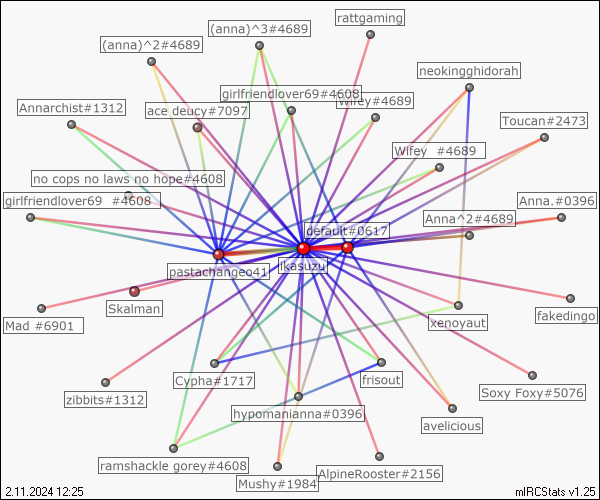 rattgaming
(anna)^3#4689
(anna)^2#4689
neokingghidorah
girlfriendlover69#4608
Wifey#4689
Annarchist#1312
ace deucy#7097
Toucan#2473
Wifey #4689
no cops no laws no hope#4608
girlfriendlover69 #4608
Anna.#0396
Anna^2#4689
default#0617
ikasuzu
pastachangeo41
Skalman
fakedingo
xenoyaut
Mad #6901
Cypha#1717
frisout
Soxy Foxy#5076
zibbits#1312
hypomanianna#0396
avelicious
ramshackle gorey#4608
AlpineRooster#2156
Mushy#1984
2.11.2024 12:25
mIRCStats v1.25